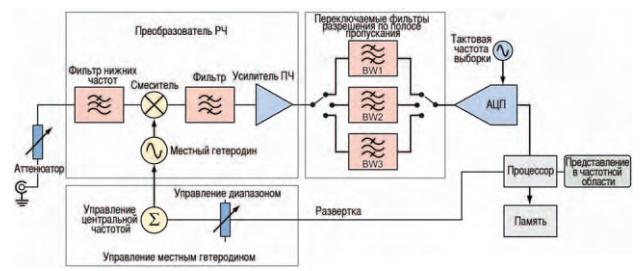 Преобразователь РЧ
Переключаемые фильтры
разрешения по полосе
пропускания
Фильтр нижних
частот
Смеситель
Фильтр
Усилитель ПЧ
BW1
BW2
BW3
Тактовая
частота
выборки
АЦП
Аттенюатор
Местный гетеродин
Процессор
Представление
в частотной
области
Память
Управление
центральной
частотой
Σ
Управление диапазоном
Развертка
Управление местным гетеродином